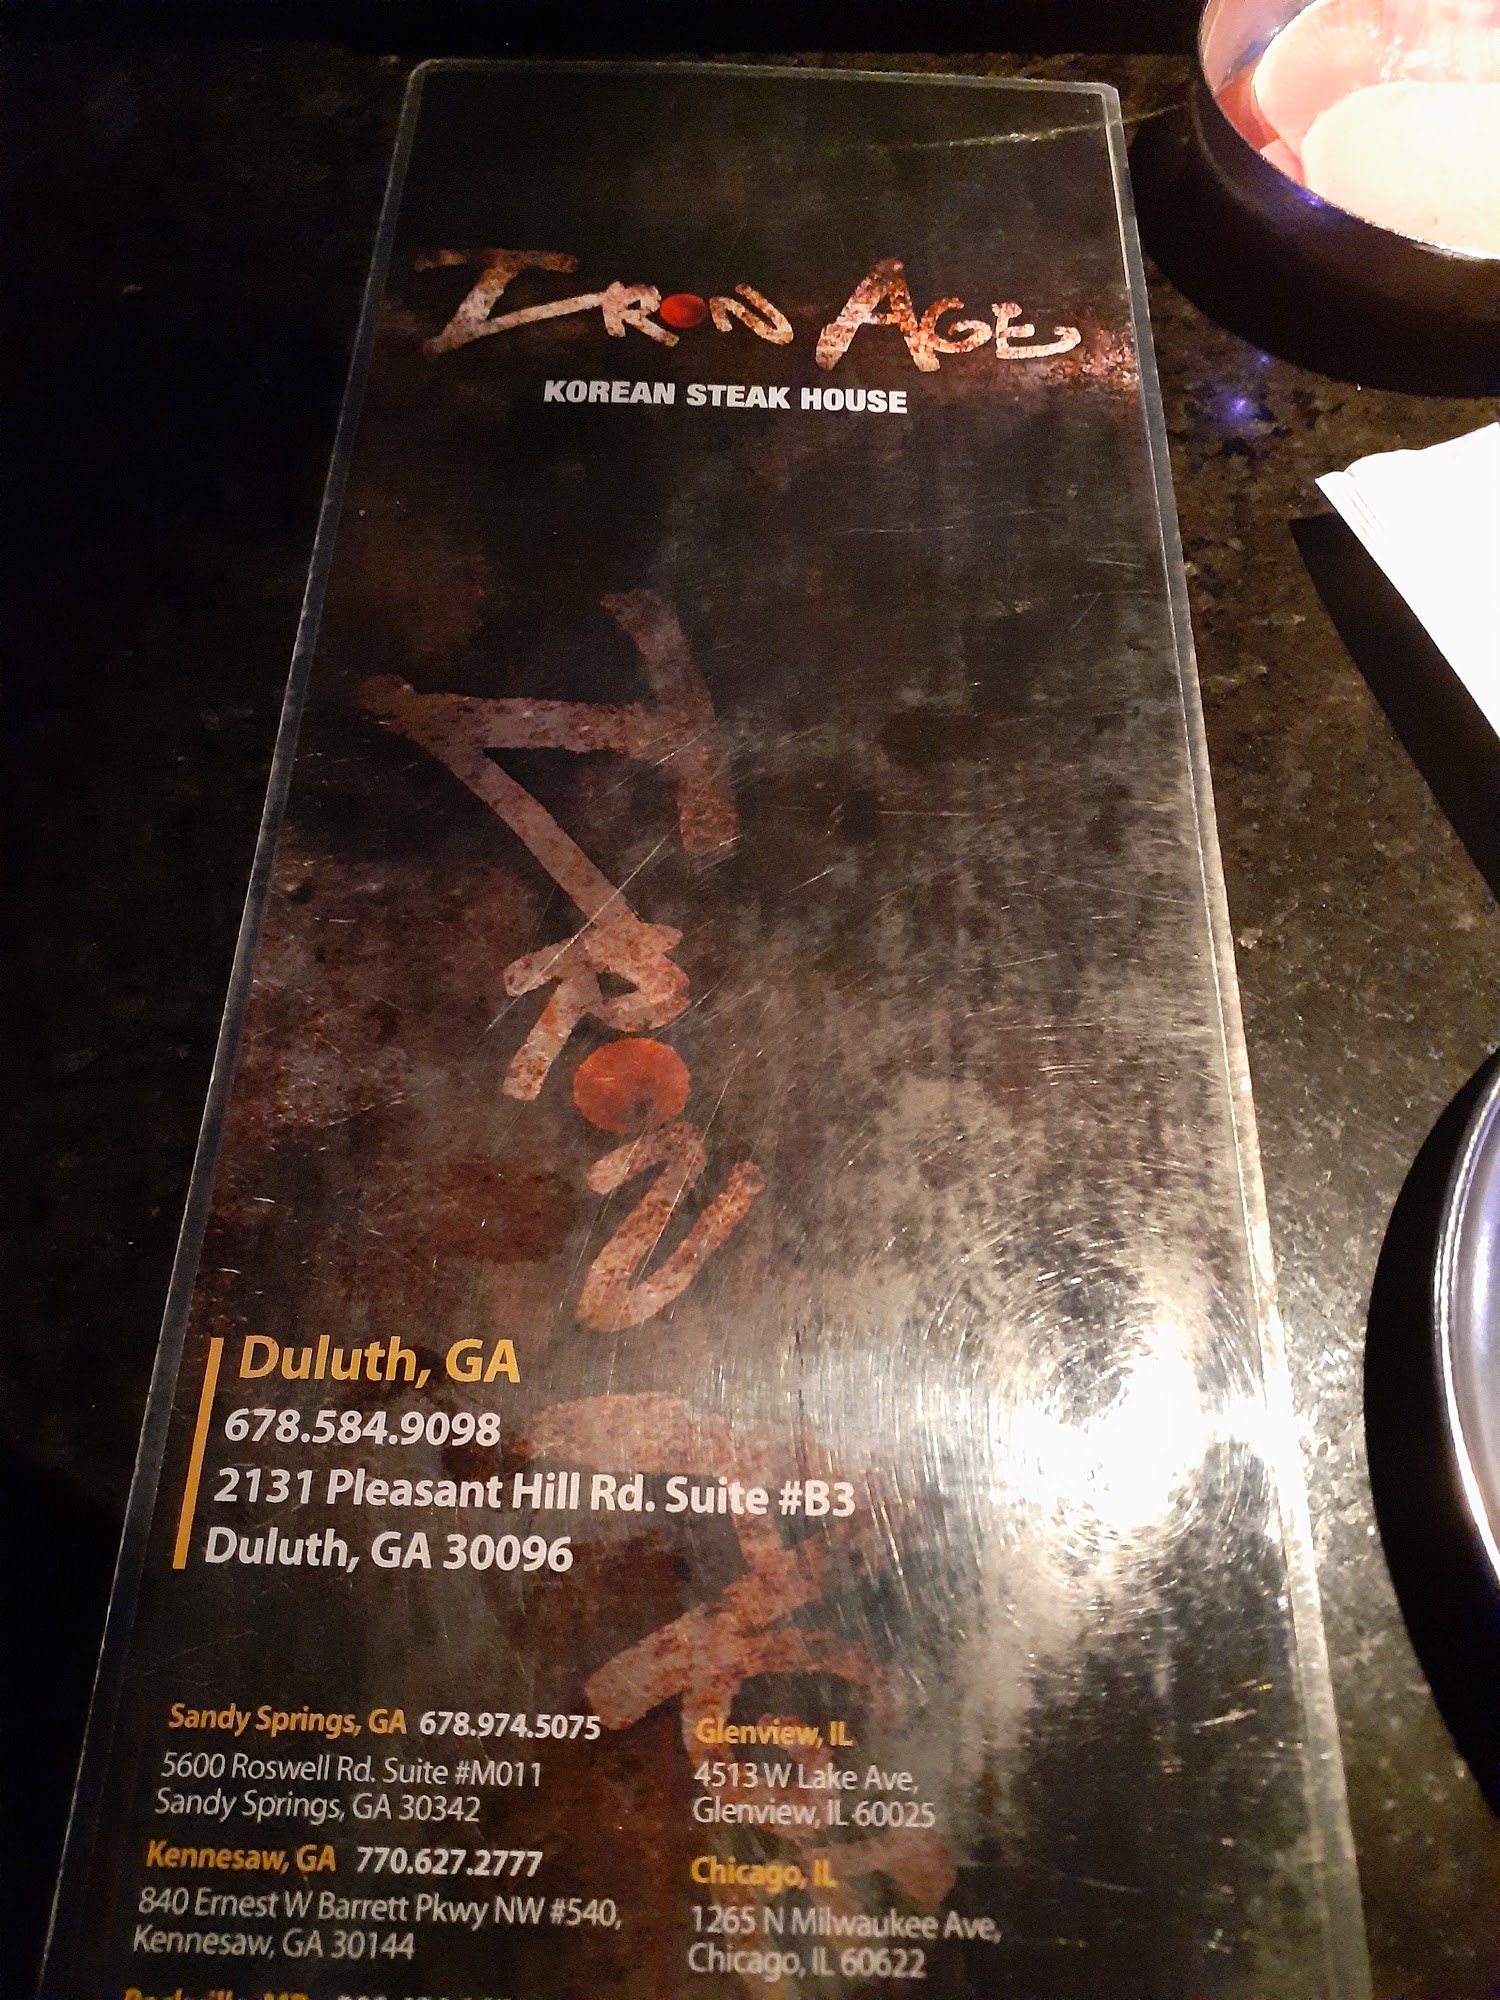 IRON AGE
KOREAN STEAK HOUSE
IRON AGE
Duluth, GA
678.584.9098
2131 Pleasant Hill Rd. Suite #B3
Duluth, GA 30096
Sandy Springs, GA 678.974.5075
5600 Roswell Rd. Suite #M011
Sandy Springs, GA 30342
Kennesaw, GA 770.627.2777
840 Ernest W Barrett Pkwy NW #540,
Kennesaw, GA 30144
Glenview, IL
4513 W Lake Ave,
Glenview, IL 60025
Chicago, IL
1265 N Milwaukee Ave,
Chicago, IL 60622